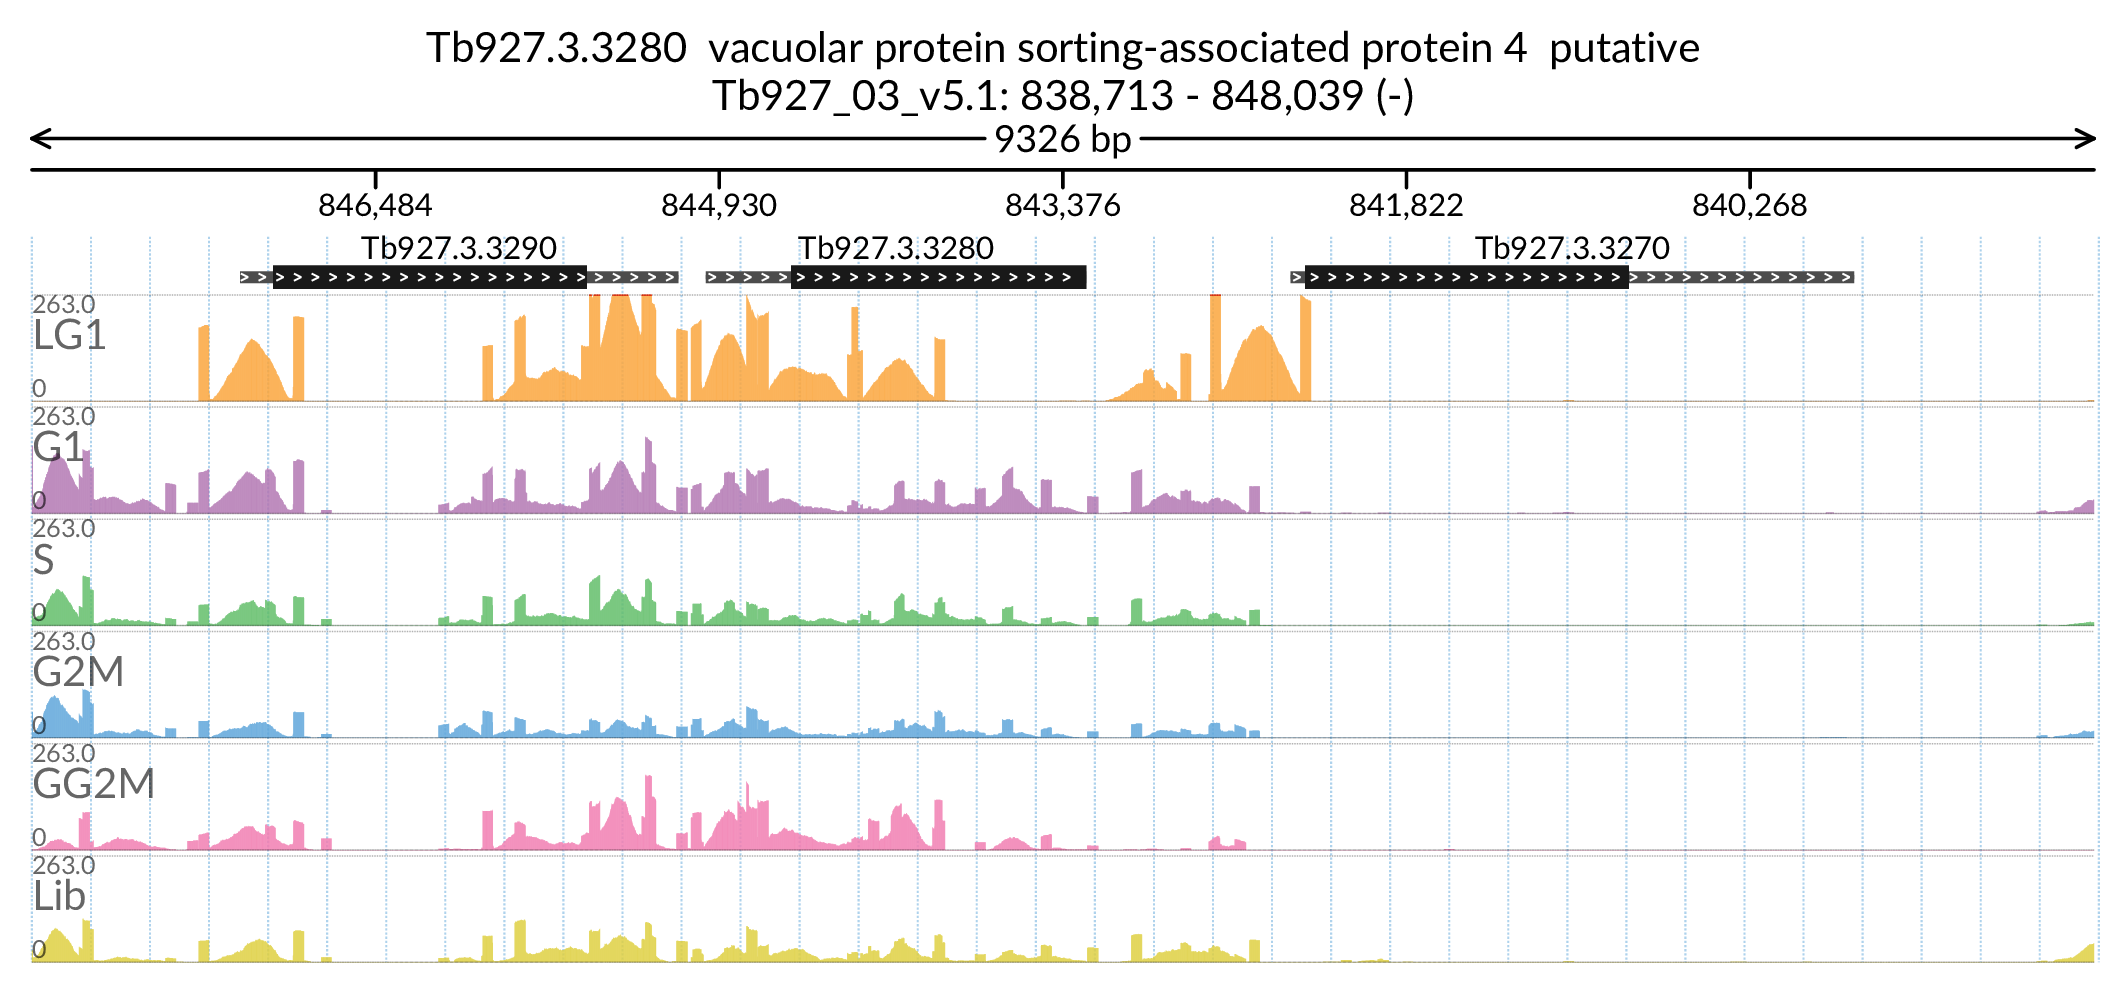 Tb927.3.3280  vacuolar protein sorting-associated protein 4  putative
Tb927_03_v5.1: 838,713 - 848,039 (-)
9326 bp
846,484 844,930 843,376 841,822 840,268
Tb927.3.3290 Tb927.3.3280 Tb927.3.3270
263.0
LG1
0
263.0
G1
0
263.0
S
0
263.0
G2M
0
263.0
GG2M
0
263.0
Lib
0